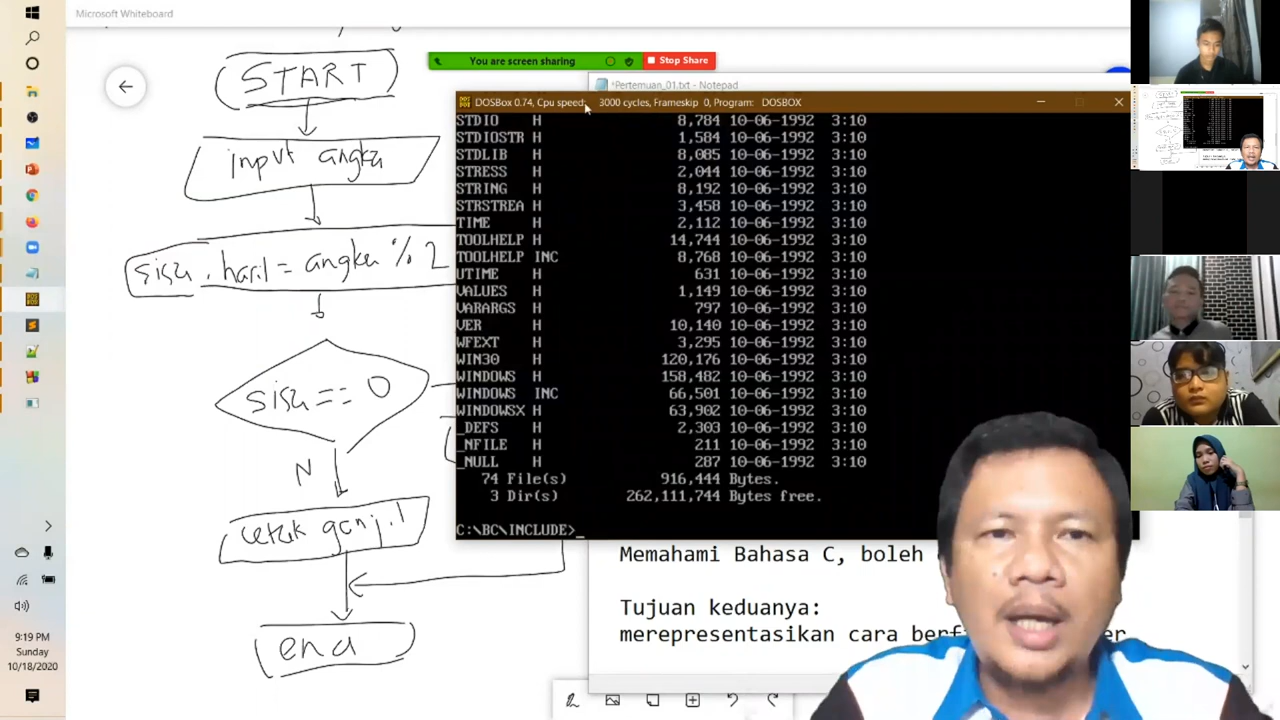 Microsoft Whiteboard
START
input angka
sisa.hasil = angka % 2
sisa == 0
N
cetak ganjil
end
You are screen sharing
Stop Share
*Pertemuan_01.txt - Notepad
DOSBox 0.74, Cpu speed: 3000 cycles, Frameskip 0, Program: DOSBOX
STDIO H 8,784 10-06-1992 3:10
STDIOSTR H 1,584 10-06-1992 3:10
STDLIB H 8,085 10-06-1992 3:10
STRESS H 2,044 10-06-1992 3:10
STRING H 8,192 10-06-1992 3:10
STRSTREA H 3,458 10-06-1992 3:10
TIME H 2,112 10-06-1992 3:10
TOOLHELP H 14,744 10-06-1992 3:10
TOOLHELP INC 8,768 10-06-1992 3:10
UTIME H 631 10-06-1992 3:10
VALUES H 1,149 10-06-1992 3:10
VARARGS H 797 10-06-1992 3:10
VER H 10,140 10-06-1992 3:10
WFEXT H 3,295 10-06-1992 3:10
WIN30 H 120,176 10-06-1992 3:10
WINDOWS H 158,482 10-06-1992 3:10
WINDOWS INC 66,501 10-06-1992 3:10
WINDOWSX H 63,902 10-06-1992 3:10
_DEFS H 2,303 10-06-1992 3:10
_NFILE H 211 10-06-1992 3:10
_NULL H 287 10-06-1992 3:10
74 File(s) 916,444 Bytes.
3 Dir(s) 262,111,744 Bytes free.
C:\BC\INCLUDE>_
Memahami Bahasa C, boleh
Tujuan keduanya:
merepresentasikan cara
9:19 PM
Sunday
10/18/2020